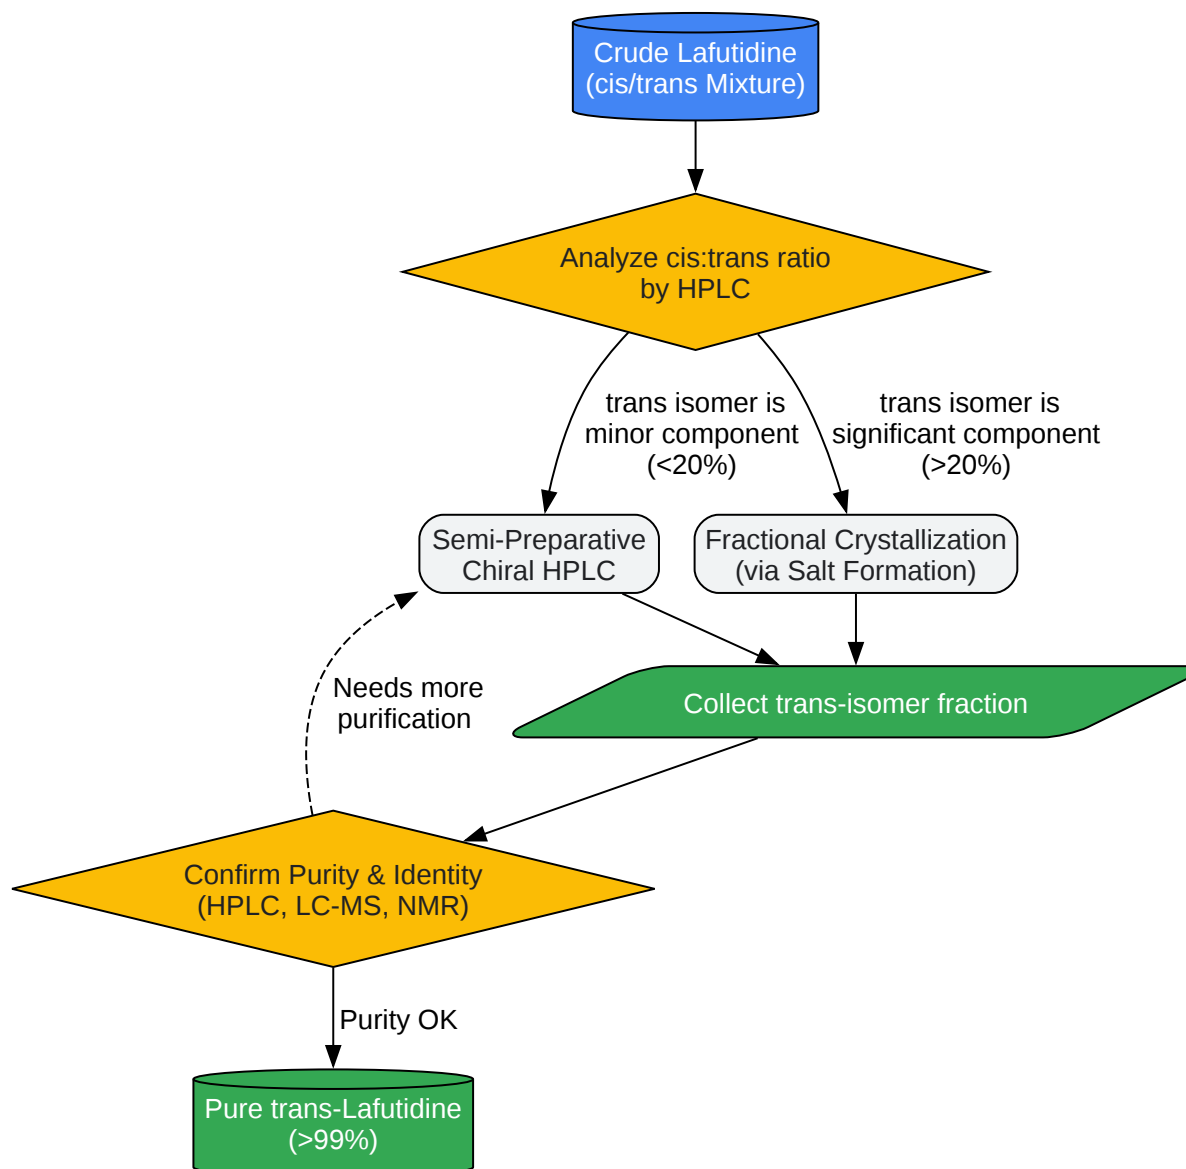 Crude Lafutidine
(cis/trans Mixture)
Analyze cis:trans ratio
by HPLC
trans isomer is
minor component
(<20%)
trans isomer is
significant component
(>20%)
Semi-Preparative
Chiral HPLC
Fractional Crystallization
(via Salt Formation)
Needs more
purification
Collect trans-isomer fraction
Confirm Purity & Identity
(HPLC, LC-MS, NMR)
Purity OK
Pure trans-Lafutidine
(>99%)